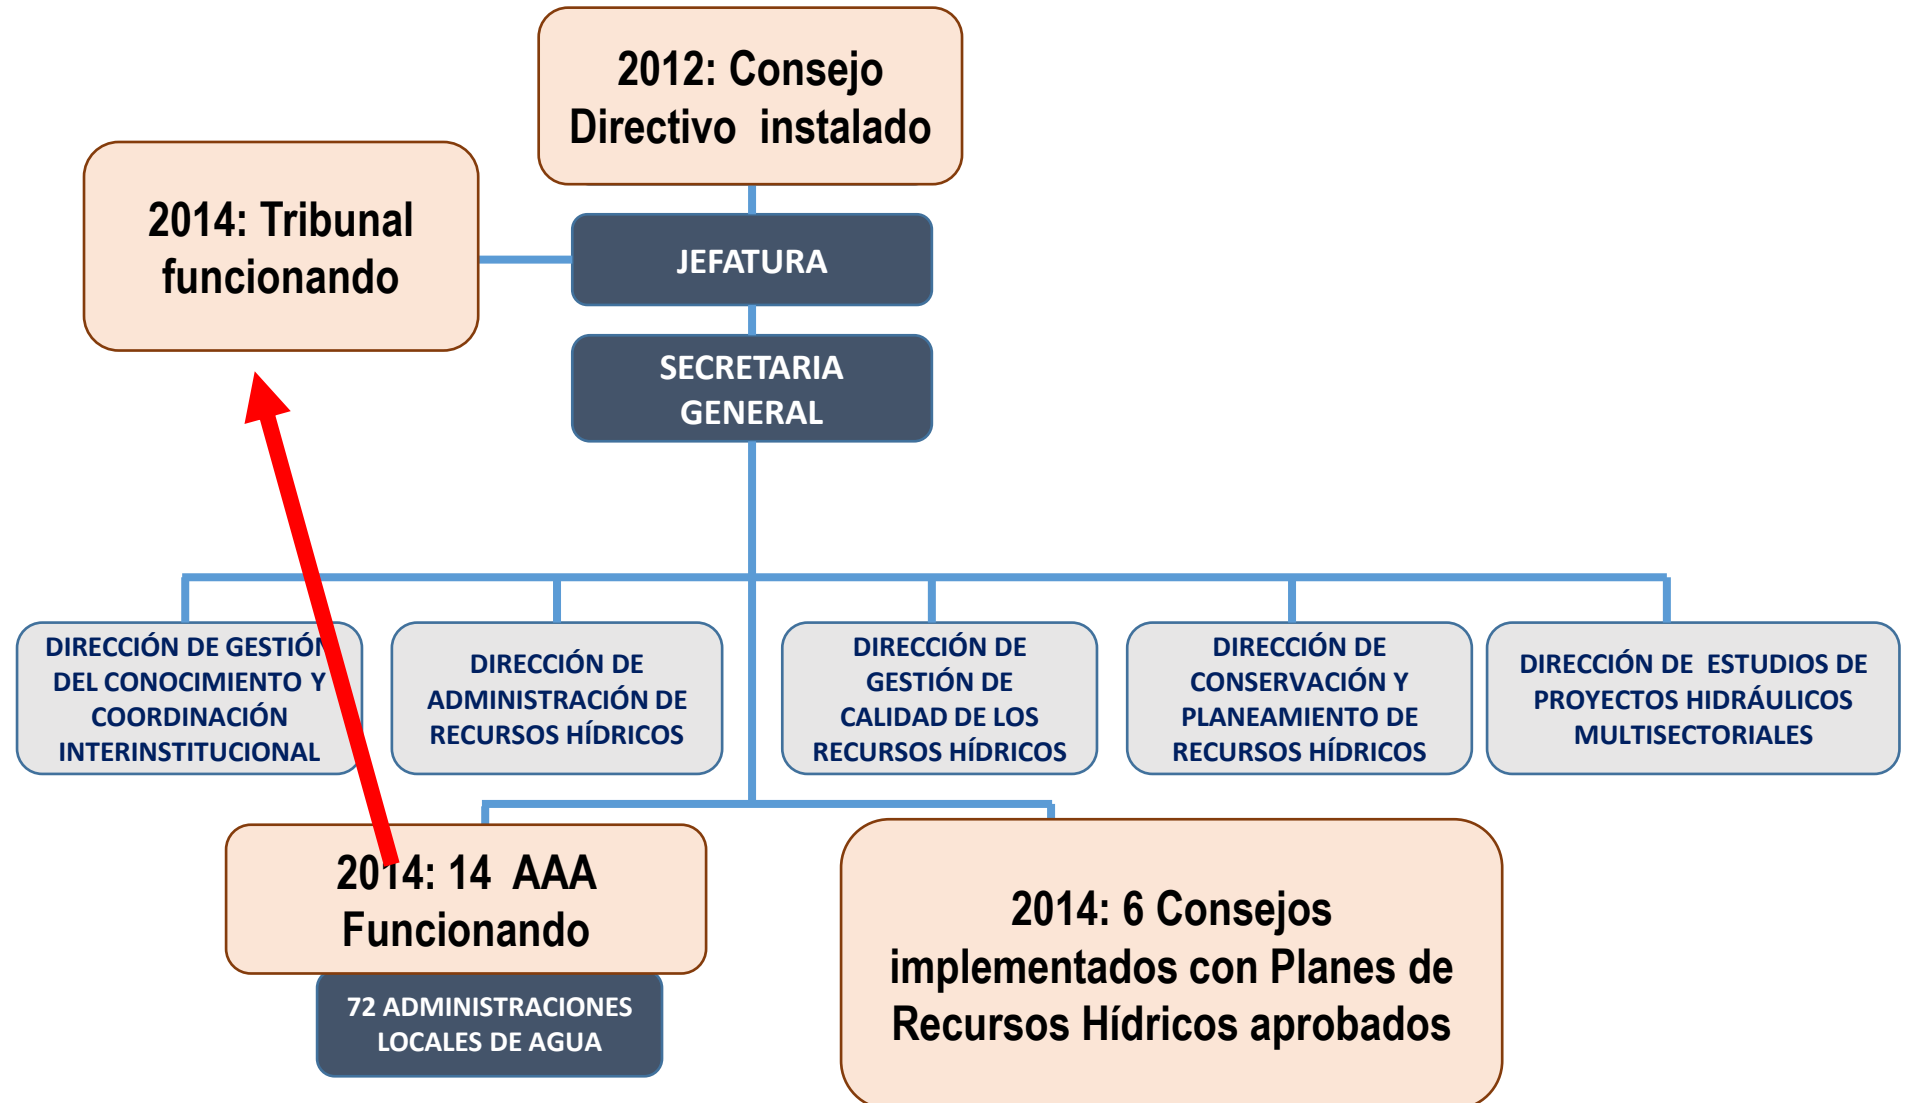 2012: Consejo
Directivo instalado
2014: Tribunal
funcionando
JEFATURA
SECRETARIA
GENERAL
DIRECCIÓN DE GESTIÓN
DEL CONOCIMIENTO Y
COORDINACIÓN
INTERINSTITUCIONAL
DIRECCIÓN DE
ADMINISTRACIÓN DE
RECURSOS HÍDRICOS
DIRECCIÓN DE
GESTIÓN DE
CALIDAD DE LOS
RECURSOS HÍDRICOS
DIRECCIÓN DE
CONSERVACIÓN Y
PLANEAMIENTO DE
RECURSOS HÍDRICOS
DIRECCIÓN DE ESTUDIOS DE
PROYECTOS HIDRÁULICOS
MULTISECTORIALES
2014: 14 AAA
Funcionando
72 ADMINISTRACIONES
LOCALES DE AGUA
2014: 6 Consejos
implementados con Planes de
Recursos Hídricos aprobados